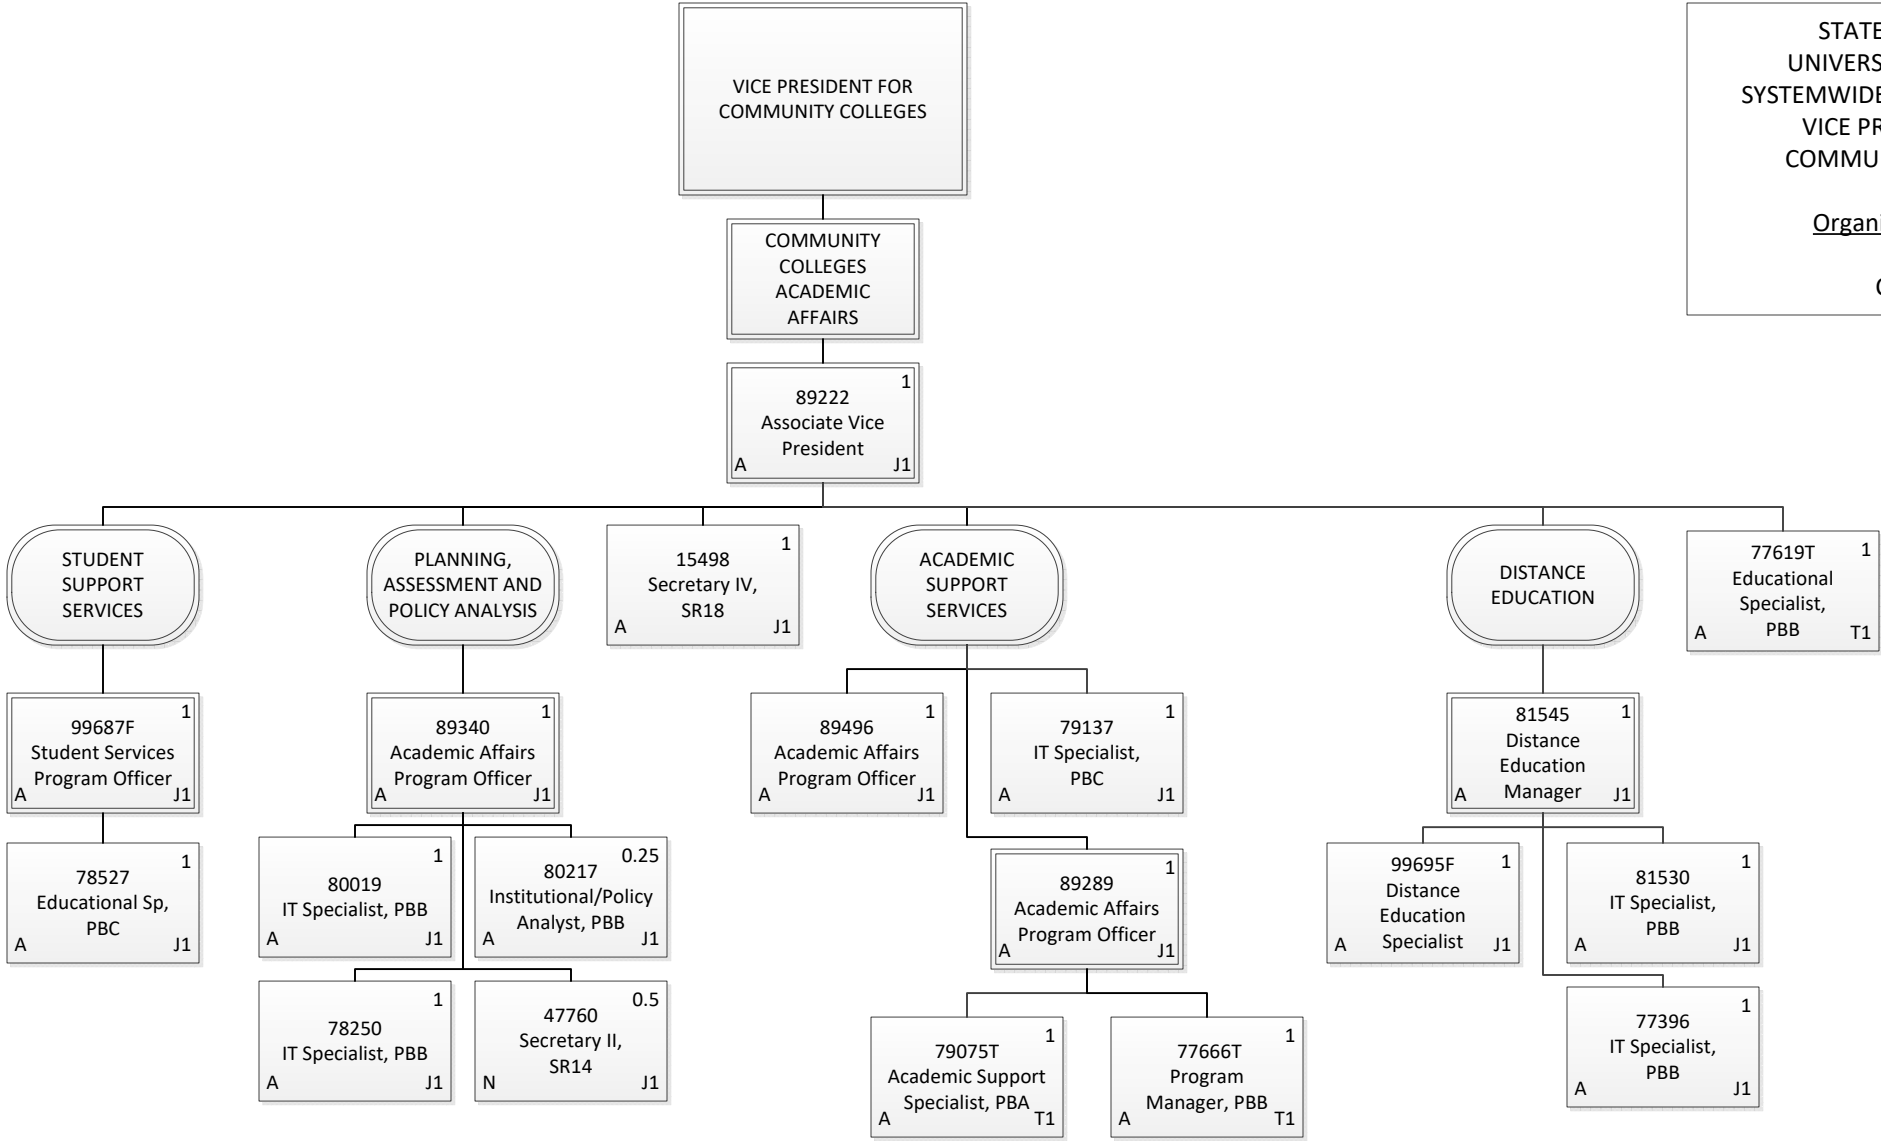 VICE PRESIDENT FOR
COMMUNITY COLLEGES
STATE
SYSTEMWIDE
VICE
Organi
COMMUNITY
COLLEGES
ACADEMIC
AFFAIRS
1
89222
Associate Vice
President
A J1
STUDENT
SUPPORT
SERVICES
PLANNING,
ASSESSMENT AND
POLICY ANALYSIS
1
15498
Secretary IV,
SR18
A J1
ACADEMIC
SUPPORT
SERVICES
DISTANCE
EDUCATION
77619T 1
Educational
Specialist,
PBB
A T1
1
99687F
Student Services
Program Officer
A J1
1
89340
Academic Affairs
Program Officer
A J1
1
89496
Academic Affairs
Program Officer
A J1
1
79137
IT Specialist,
PBC
A J1
81545 1
Distance
Education
Manager
A J1
1
78527
Educational Sp,
PBC
A J1
1
80019
IT Specialist, PBB
A J1
0.25
80217
Institutional/Policy
Analyst, PBB
A J1
1
89289
Academic Affairs
Program Officer
A J1
99695F 1
Distance
Education
Specialist
A J1
1
81530
IT Specialist,
PBB
A J1
1
78250
IT Specialist, PBB
A J1
0.5
47760
Secretary II,
SR14
N J1
1
79075T
Academic Support
Specialist, PBA
A T1
1
77666T
Program
Manager, PBB
A T1
1
77396
IT Specialist,
PBB
A J1